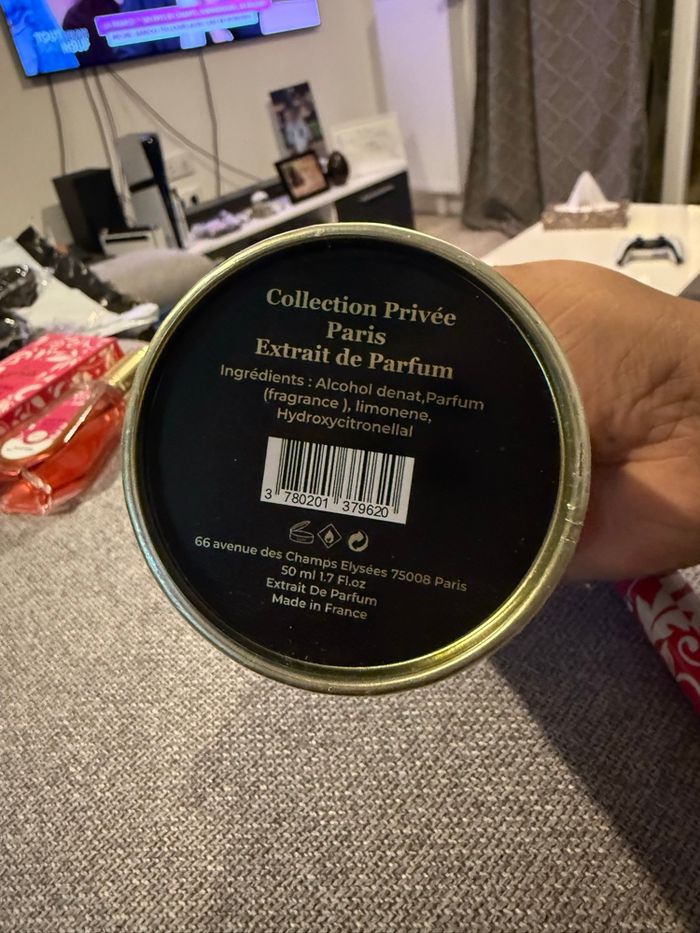 Collection Privée
Paris
Extrait de Parfum
Ingrédients : Alcohol denat,Parfum
(fragrance ), limonene,
Hydroxycitronellal
3 780201 379620
66 avenue des Champs Elysées 75008 Paris
50 ml 1.7 Fl.oz
Extrait De Parfum
Made in France